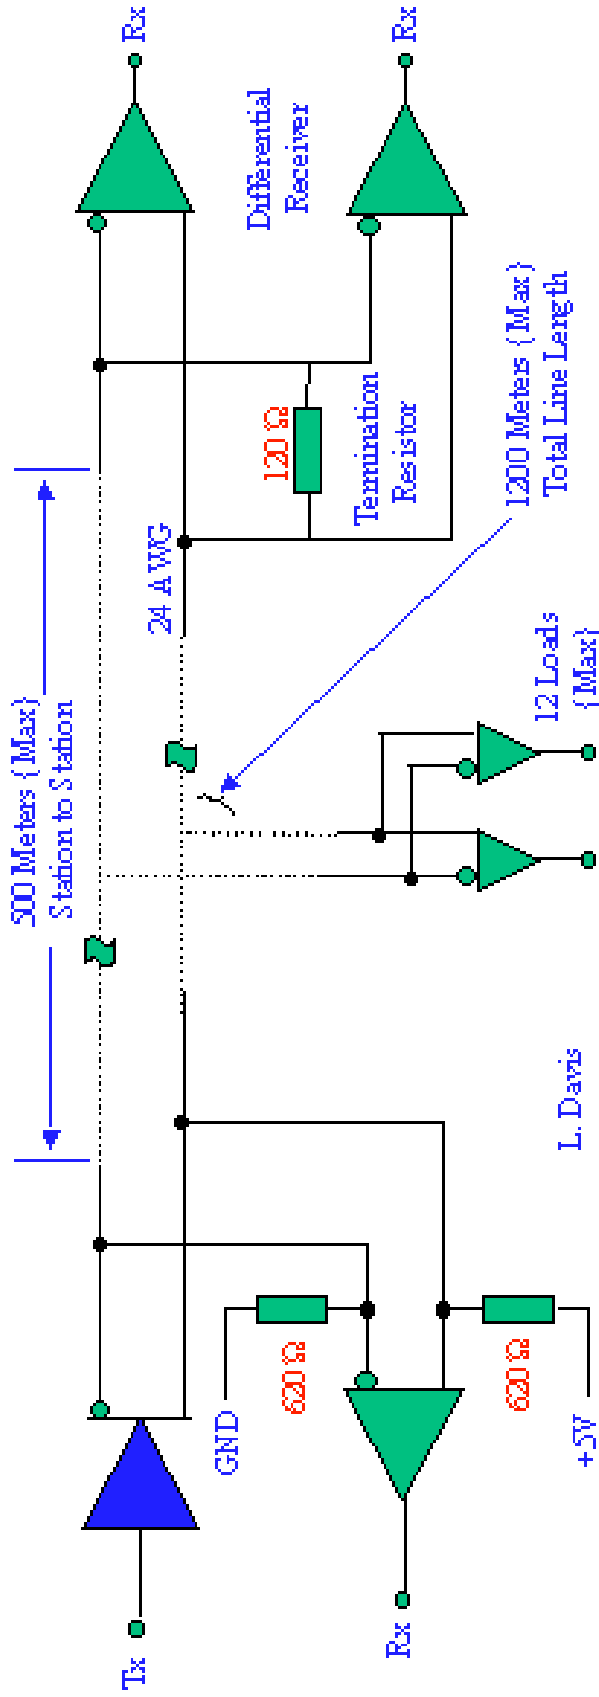 500 Meters {Max}
Station to Station
Tx
Rx
Rx
24 AWG
Differential
Receiver
GND
620 Ω
120 Ω
Termination
Resistor
Rx
620 Ω
+5V
1200 Meters {Max}
Total Line Length
12 Loads
{Max}
L. Davis